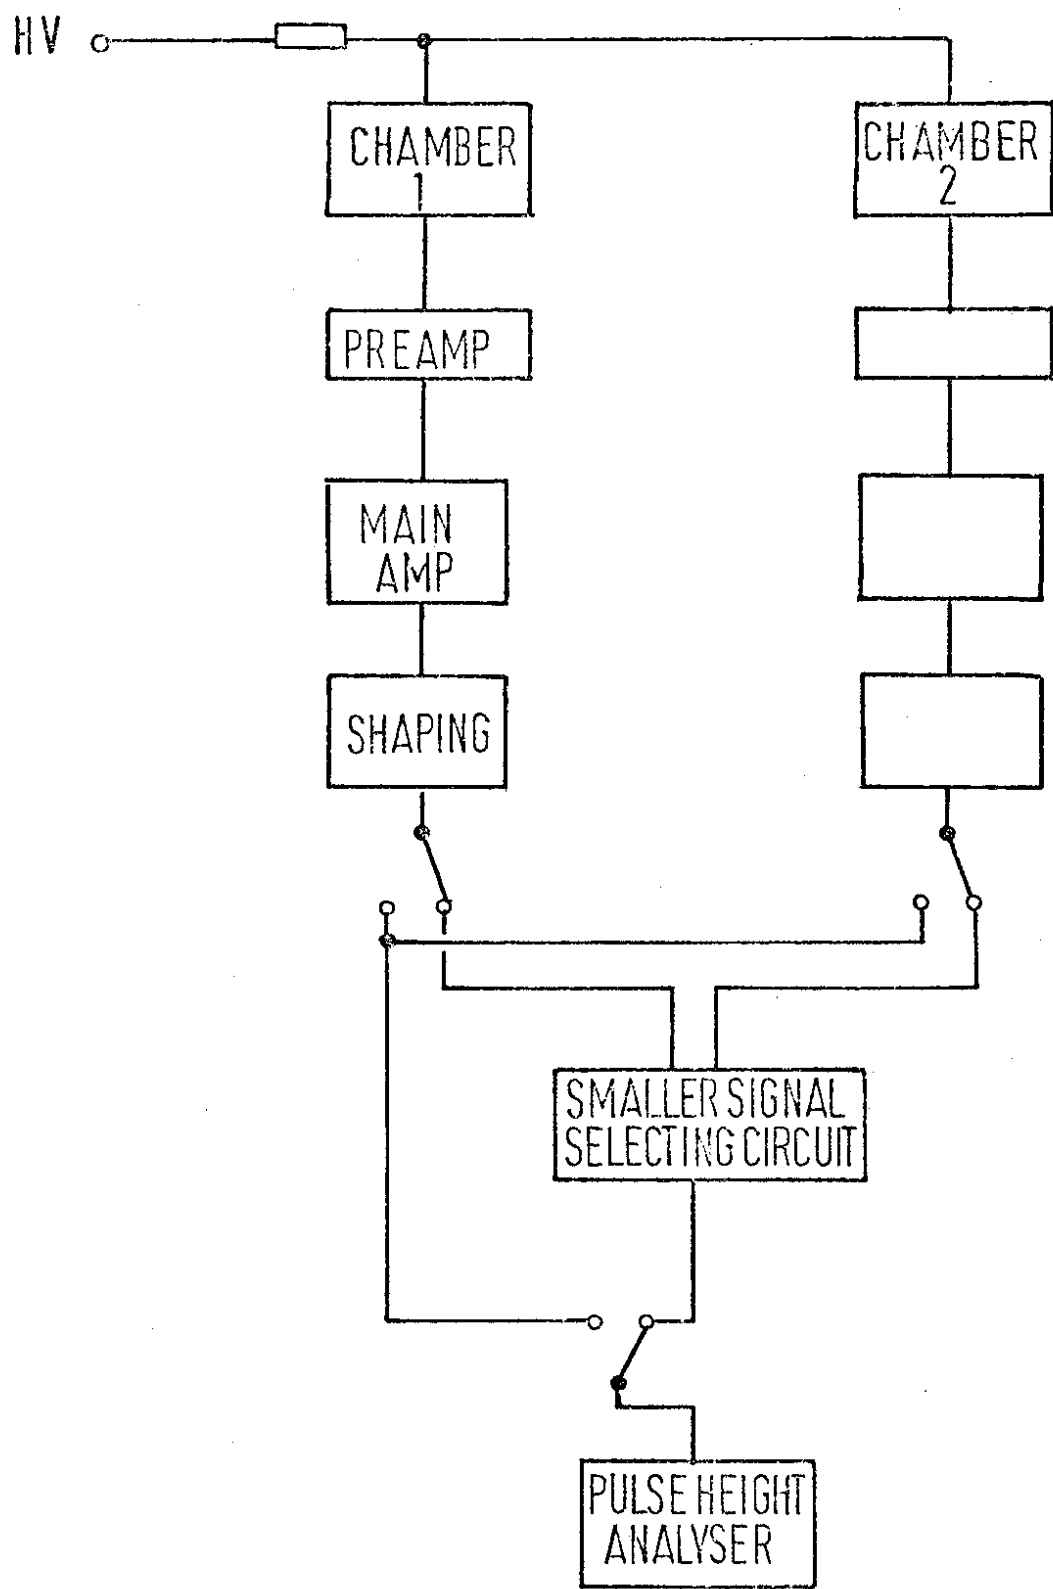 HV
CHAMBER
1
CHAMBER
2
PREAMP
MAIN
AMP
SHAPING
SMALLER SIGNAL
SELECTING CIRCUIT
PULSE HEIGHT
ANALYSER